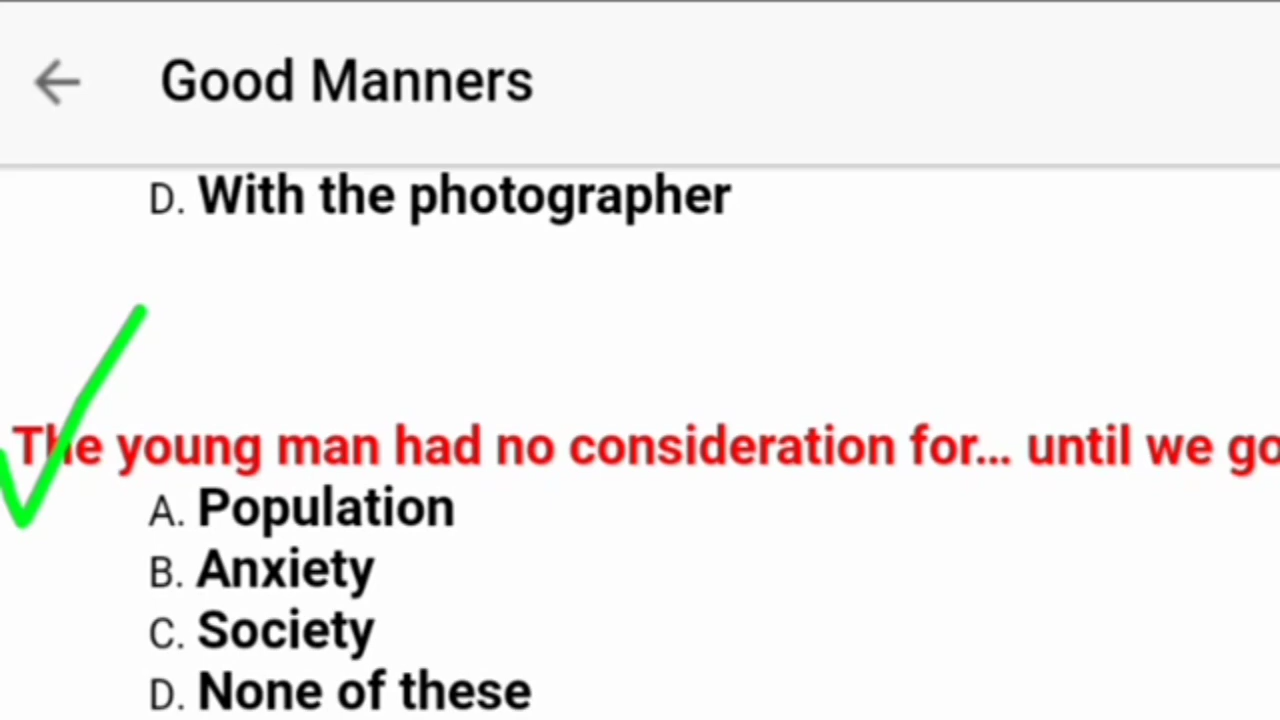 Good Manners
D. With the photographer
The young man had no consideration for... until we go
A. Population
B. Anxiety
C. Society
D. None of these